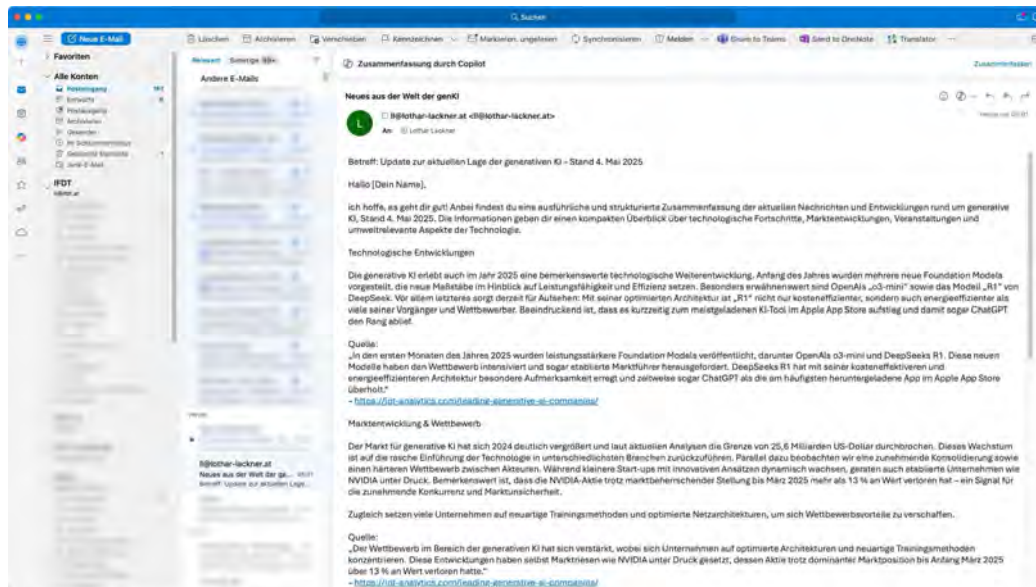 Suchen
Neue E-Mail
Löschen
Archivieren
Verschieben
Kennzeichnen
Markieren: ungelesen
Synchronisieren
Melden
Share to Teams
Send to OneNote
Translator
Favoriten
Alle Konten
Posteingang
Entwürfe
Postausgang
Gesendet
Junk-E-Mail
IFDT
Relevant Sonstige
Andere E-Mails
ll@lothar-lackner.at
Neues aus der Welt der ge...
Betreff: Update zur aktuellen Lage...
Zusammenfassung durch Copilot
Zusammenfassen
Neues aus der Welt der genKI
L
ll@lothar-lackner.at <ll@lothar-lackner.at>
An: Lothar Lackner
Betreff: Update zur aktuellen Lage der generativen KI – Stand 4. Mai 2025
Hallo [Dein Name],
ich hoffe, es geht dir gut! Anbei findest du eine ausführliche und strukturierte Zusammenfassung der aktuellen Nachrichten und Entwicklungen rund um generative
KI, Stand 4. Mai 2025. Die Informationen geben dir einen kompakten Überblick über technologische Fortschritte, Marktentwicklungen, Veranstaltungen und
umweltrelevante Aspekte der Technologie.
Technologische Entwicklungen
Die generative KI erlebt auch im Jahr 2025 eine bemerkenswerte technologische Weiterentwicklung. Anfang des Jahres wurden mehrere neue Foundation Models
vorgestellt, die neue Maßstäbe im Hinblick auf Leistungsfähigkeit und Effizienz setzen. Besonders erwähnenswert sind OpenAIs „o3-mini“ sowie das Modell „R1“ von
DeepSeek. Vor allem letzteres sorgt derzeit für Aufsehen: Mit seiner optimierten Architektur ist „R1“ nicht nur kosteneffizienter, sondern auch energieeffizienter als
viele seiner Vorgänger und Wettbewerber. Beeindruckend ist, dass es kurzzeitig zum meistgeladenen KI-Tool im Apple App Store aufstieg und damit sogar ChatGPT
den Rang ablief.
Quelle:
„In den ersten Monaten des Jahres 2025 wurden leistungsstärkere Foundation Models veröffentlicht, darunter OpenAIs o3-mini und DeepSeeks R1. Diese neuen
Modelle haben den Wettbewerb intensiviert und sogar etablierte Marktführer herausgefordert. DeepSeeks R1 hat mit seiner kosteneffektiveren und
energieeffizienteren Architektur besondere Aufmerksamkeit erregt und zeitweise sogar ChatGPT als die am häufigsten heruntergeladene App im Apple App Store
überholt.“
– https://iot-analytics.com/leading-generative-ai-companies/
Marktentwicklung & Wettbewerb
Der Markt für generative KI hat sich 2024 deutlich vergrößert und laut aktuellen Analysen die Grenze von 25,6 Milliarden US-Dollar durchbrochen. Dieses Wachstum
ist auf die rasche Einführung der Technologie in unterschiedlichsten Branchen zurückzuführen. Parallel dazu beobachten wir eine zunehmende Konsolidierung sowie
einen härteren Wettbewerb zwischen Akteuren. Während kleinere Start-ups mit innovativen Ansätzen dynamisch wachsen, geraten auch etablierte Unternehmen wie
NVIDIA unter Druck. Bemerkenswert ist, dass die NVIDIA-Aktie trotz marktbeherrschender Stellung bis März 2025 mehr als 13 % an Wert verloren hat – ein Signal für
die zunehmende Konkurrenz und Marktunsicherheit.
Zugleich setzen viele Unternehmen auf neuartige Trainingsmethoden und optimierte Netzarchitekturen, um sich Wettbewerbsvorteile zu verschaffen.
Quelle:
„Der Wettbewerb im Bereich der generativen KI hat sich verstärkt, wobei sich Unternehmen auf optimierte Architekturen und neuartige Trainingsmethoden
konzentrieren. Diese Entwicklungen haben selbst Marktriesen wie NVIDIA unter Druck gesetzt, dessen Aktie trotz dominanter Marktposition bis Anfang März 2025
über 13 % an Wert verloren hatte.“
– https://iot-analytics.com/leading-generative-ai-companies/